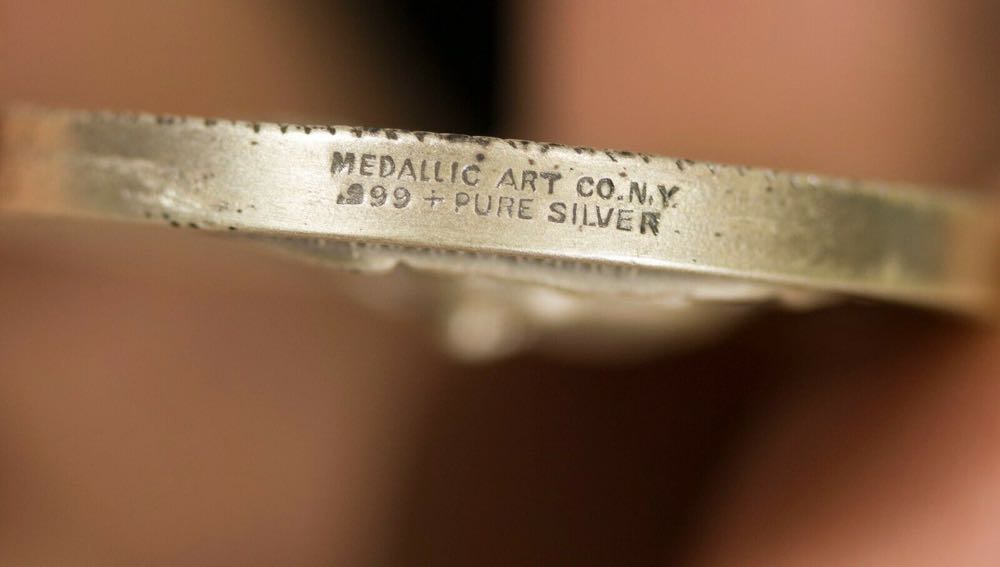 MEDALLIC ART CO.N.Y.
.999 + PURE SILVER